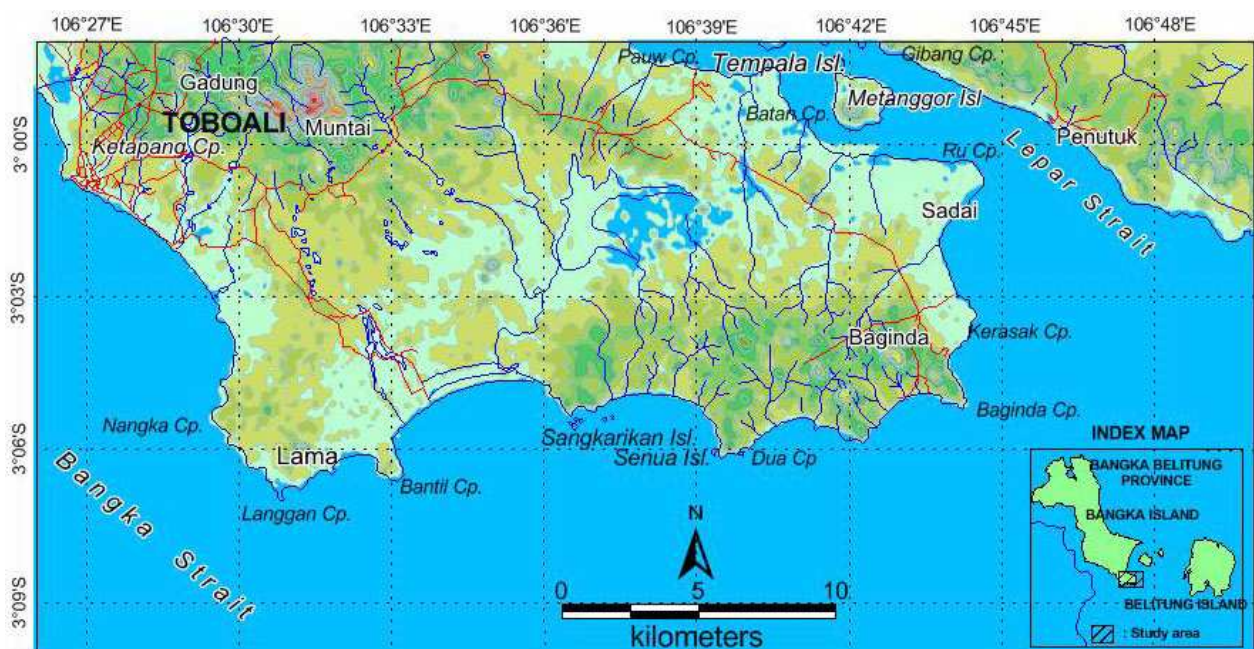 106°27'E 106°30'E 106°33'E 106°36'E 106°39'E 106°42'E 106°45'E 106°48'E
Pauw Cp.
Gibang Cp.
Tempala Isl.
Gadung
Metanggor Isl
Batan Cp.
TOBOALI
Muntai
Penutuk
3°00'S
Ketapang Cp.
Ru Cp.
Lepar Strait
Sadai
3°03'S
Kerasak Cp.
Baginda
Baginda Cp.
Nangka Cp.
Sangkarikan Isl.
3°06'S
Lama
Senua Isl.
Dua Cp
Bantil Cp.
Langgan Cp.
Bangka Strait
3°09'S
N
0 5 10
kilometers
INDEX MAP
BANGKA BELITUNG
PROVINCE
BANGKA ISLAND
BELITUNG ISLAND
: Study area